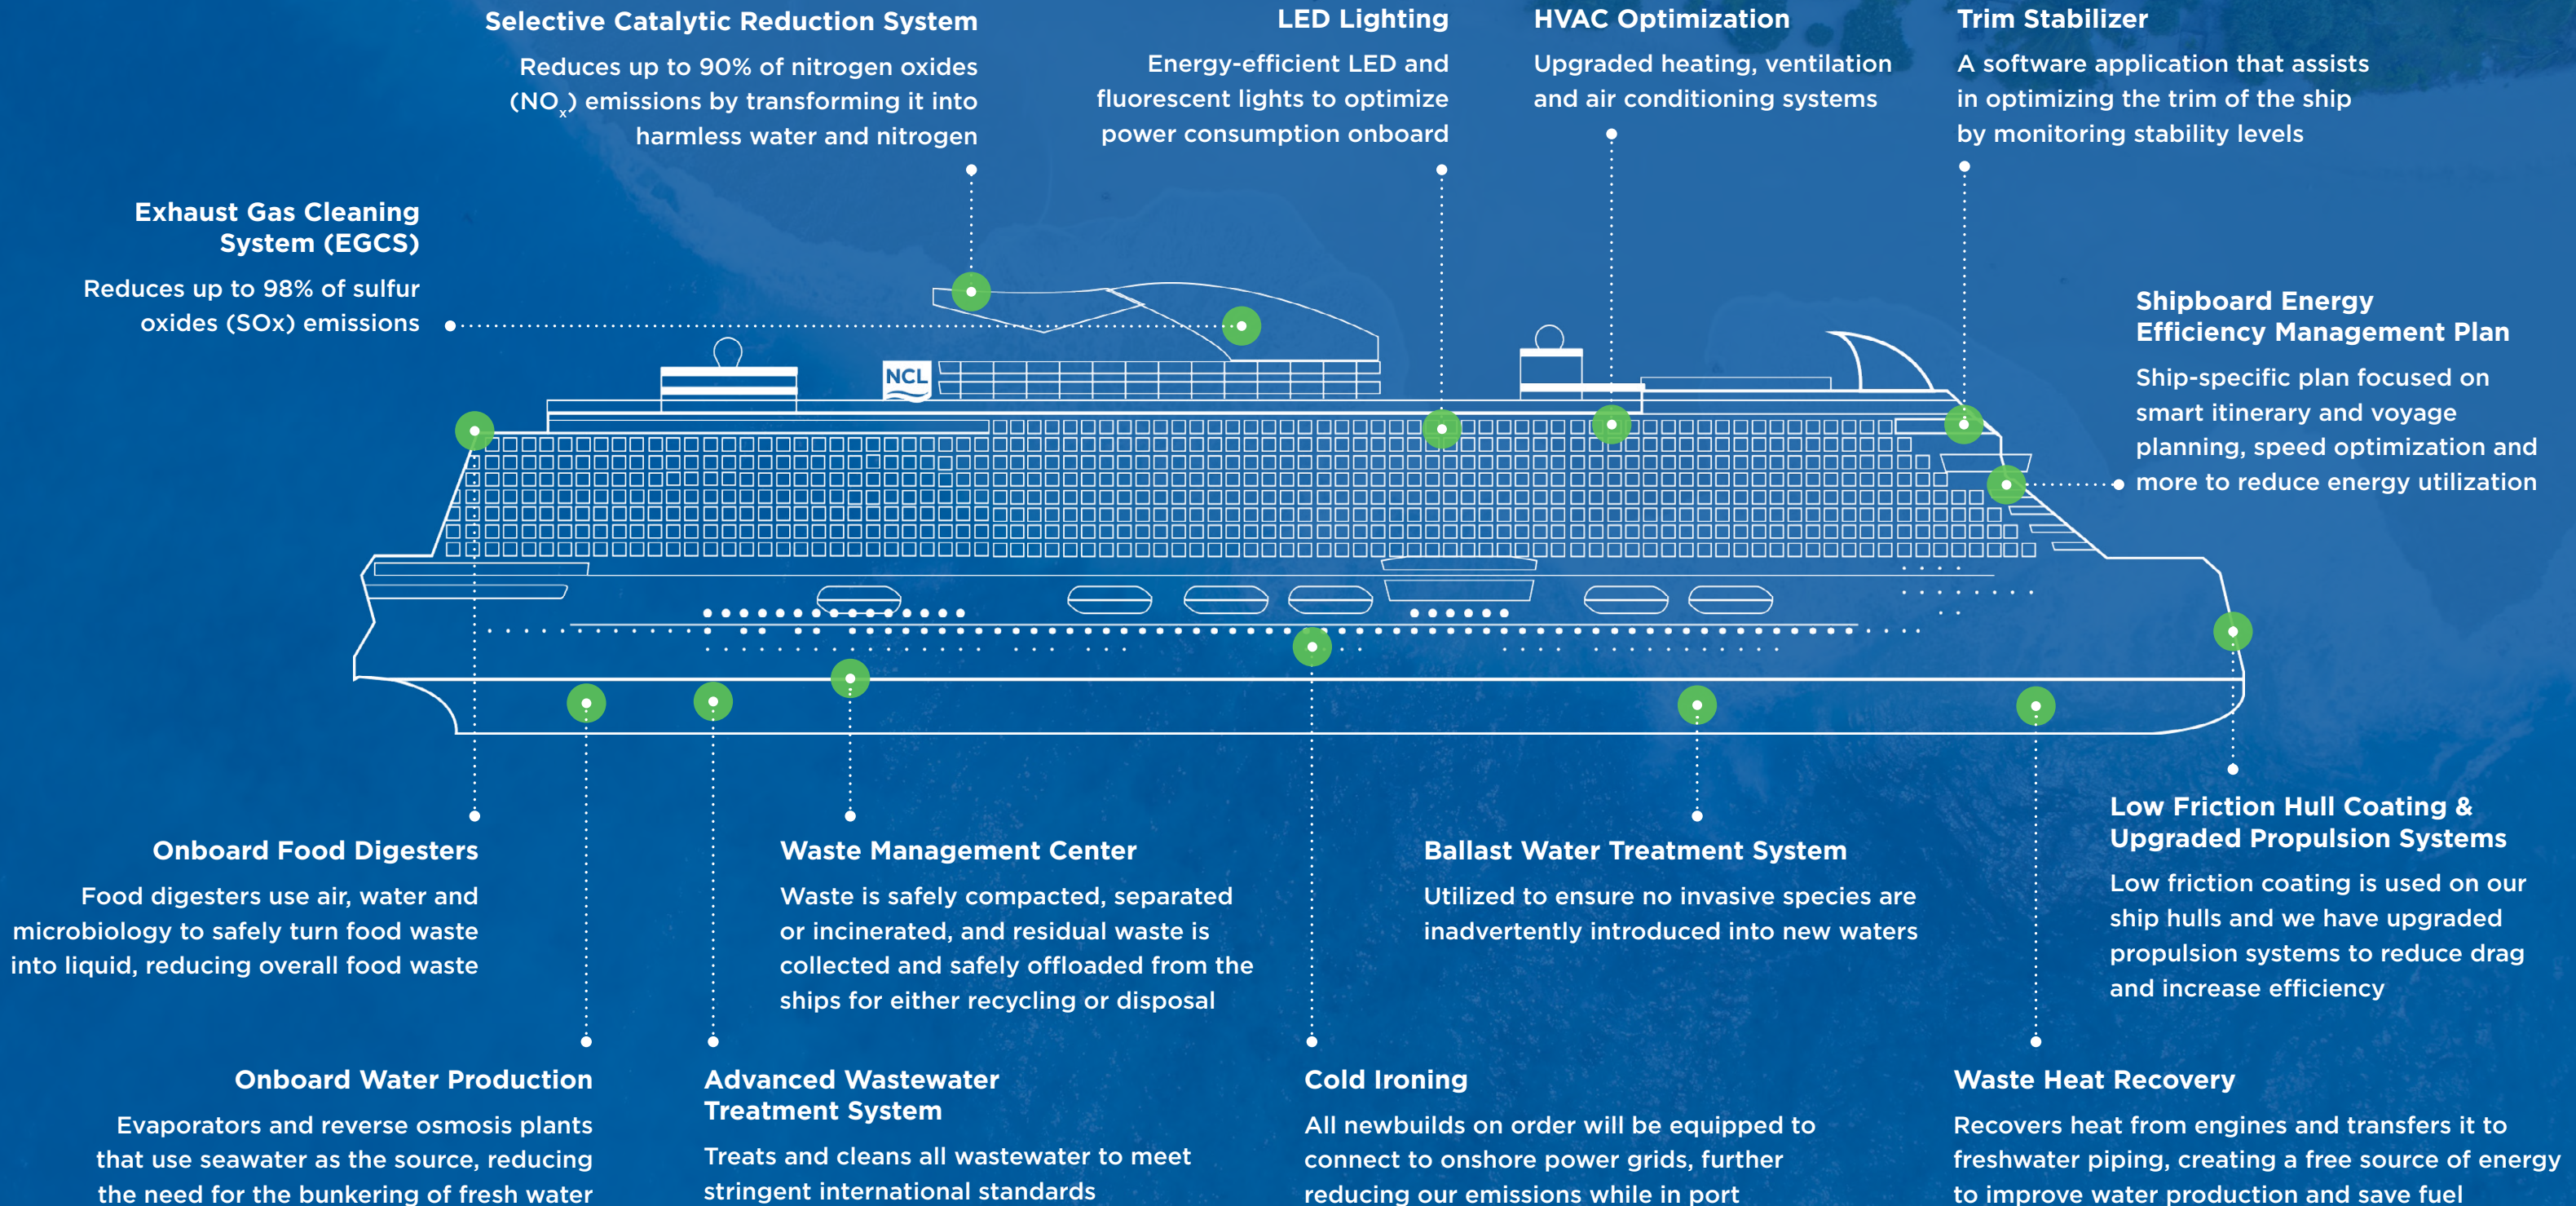 Selective Catalytic Reduction System
Reduces up to 90% of nitrogen oxides
(NOx) emissions by transforming it into
harmless water and nitrogen
LED Lighting
Energy-efficient LED and
fluorescent lights to optimize
power consumption onboard
HVAC Optimization
Upgraded heating, ventilation
and air conditioning systems
Trim Stabilizer
A software application that assists
in optimizing the trim of the ship
by monitoring stability levels
Exhaust Gas Cleaning
System (EGCS)
Reduces up to 98% of sulfur
oxides (SOx) emissions
Shipboard Energy
Efficiency Management Plan
Ship-specific plan focused on
smart itinerary and voyage
planning, speed optimization and
more to reduce energy utilization
NCL
Onboard Food Digesters
Food digesters use air, water and
microbiology to safely turn food waste
into liquid, reducing overall food waste
Waste Management Center
Waste is safely compacted, separated
or incinerated, and residual waste is
collected and safely offloaded from the
ships for either recycling or disposal
Ballast Water Treatment System
Utilized to ensure no invasive species are
inadvertently introduced into new waters
Low Friction Hull Coating &
Upgraded Propulsion Systems
Low friction coating is used on our
ship hulls and we have upgraded
propulsion systems to reduce drag
and increase efficiency
Onboard Water Production
Evaporators and reverse osmosis plants
that use seawater as the source, reducing
the need for the bunkering of fresh water
Advanced Wastewater
Treatment System
Treats and cleans all wastewater to meet
stringent international standards
Cold Ironing
All newbuilds on order will be equipped to
connect to onshore power grids, further
reducing our emissions while in port
Waste Heat Recovery
Recovers heat from engines and transfers it to
freshwater piping, creating a free source of energy
to improve water production and save fuel